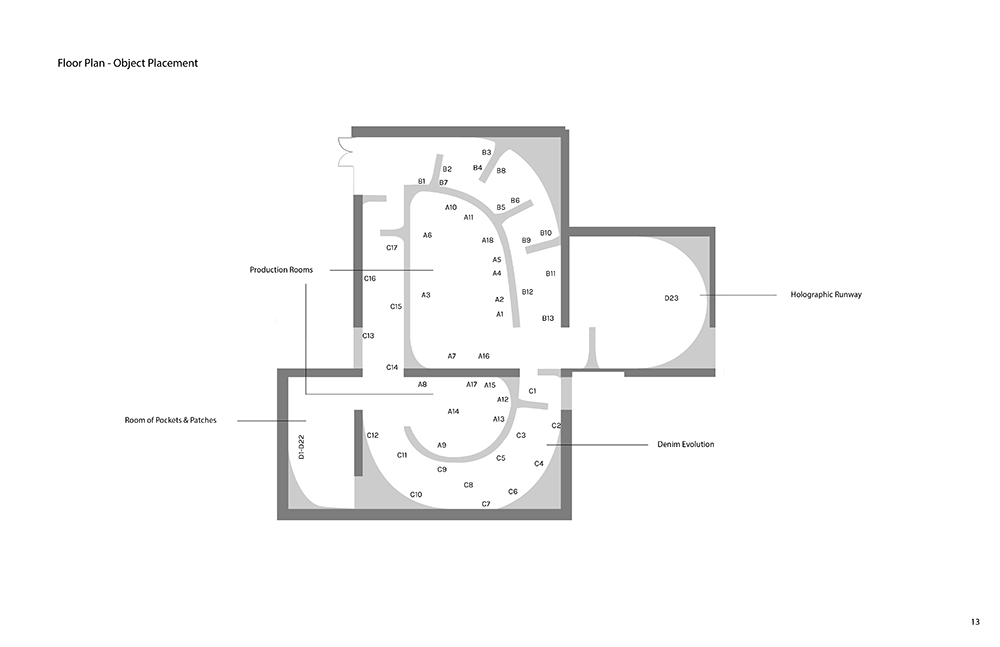 Floor Plan - Object Placement
B3
B2
B4
B8
B1
B7
B6
A10
B5
A11
A6
B10
A18
B9
C17
A5
Production Rooms
A4
B11
C16
B12
A3
D23
Holographic Runway
A2
C15
A1
B13
C13
A7
A16
C14
A8
A17
A15
C1
A12
A14
Room of Pockets & Patches
A13
C2
C12
C3
D1-D22
A9
Denim Evolution
C11
C5
C4
C9
C8
C10
C6
C7
13